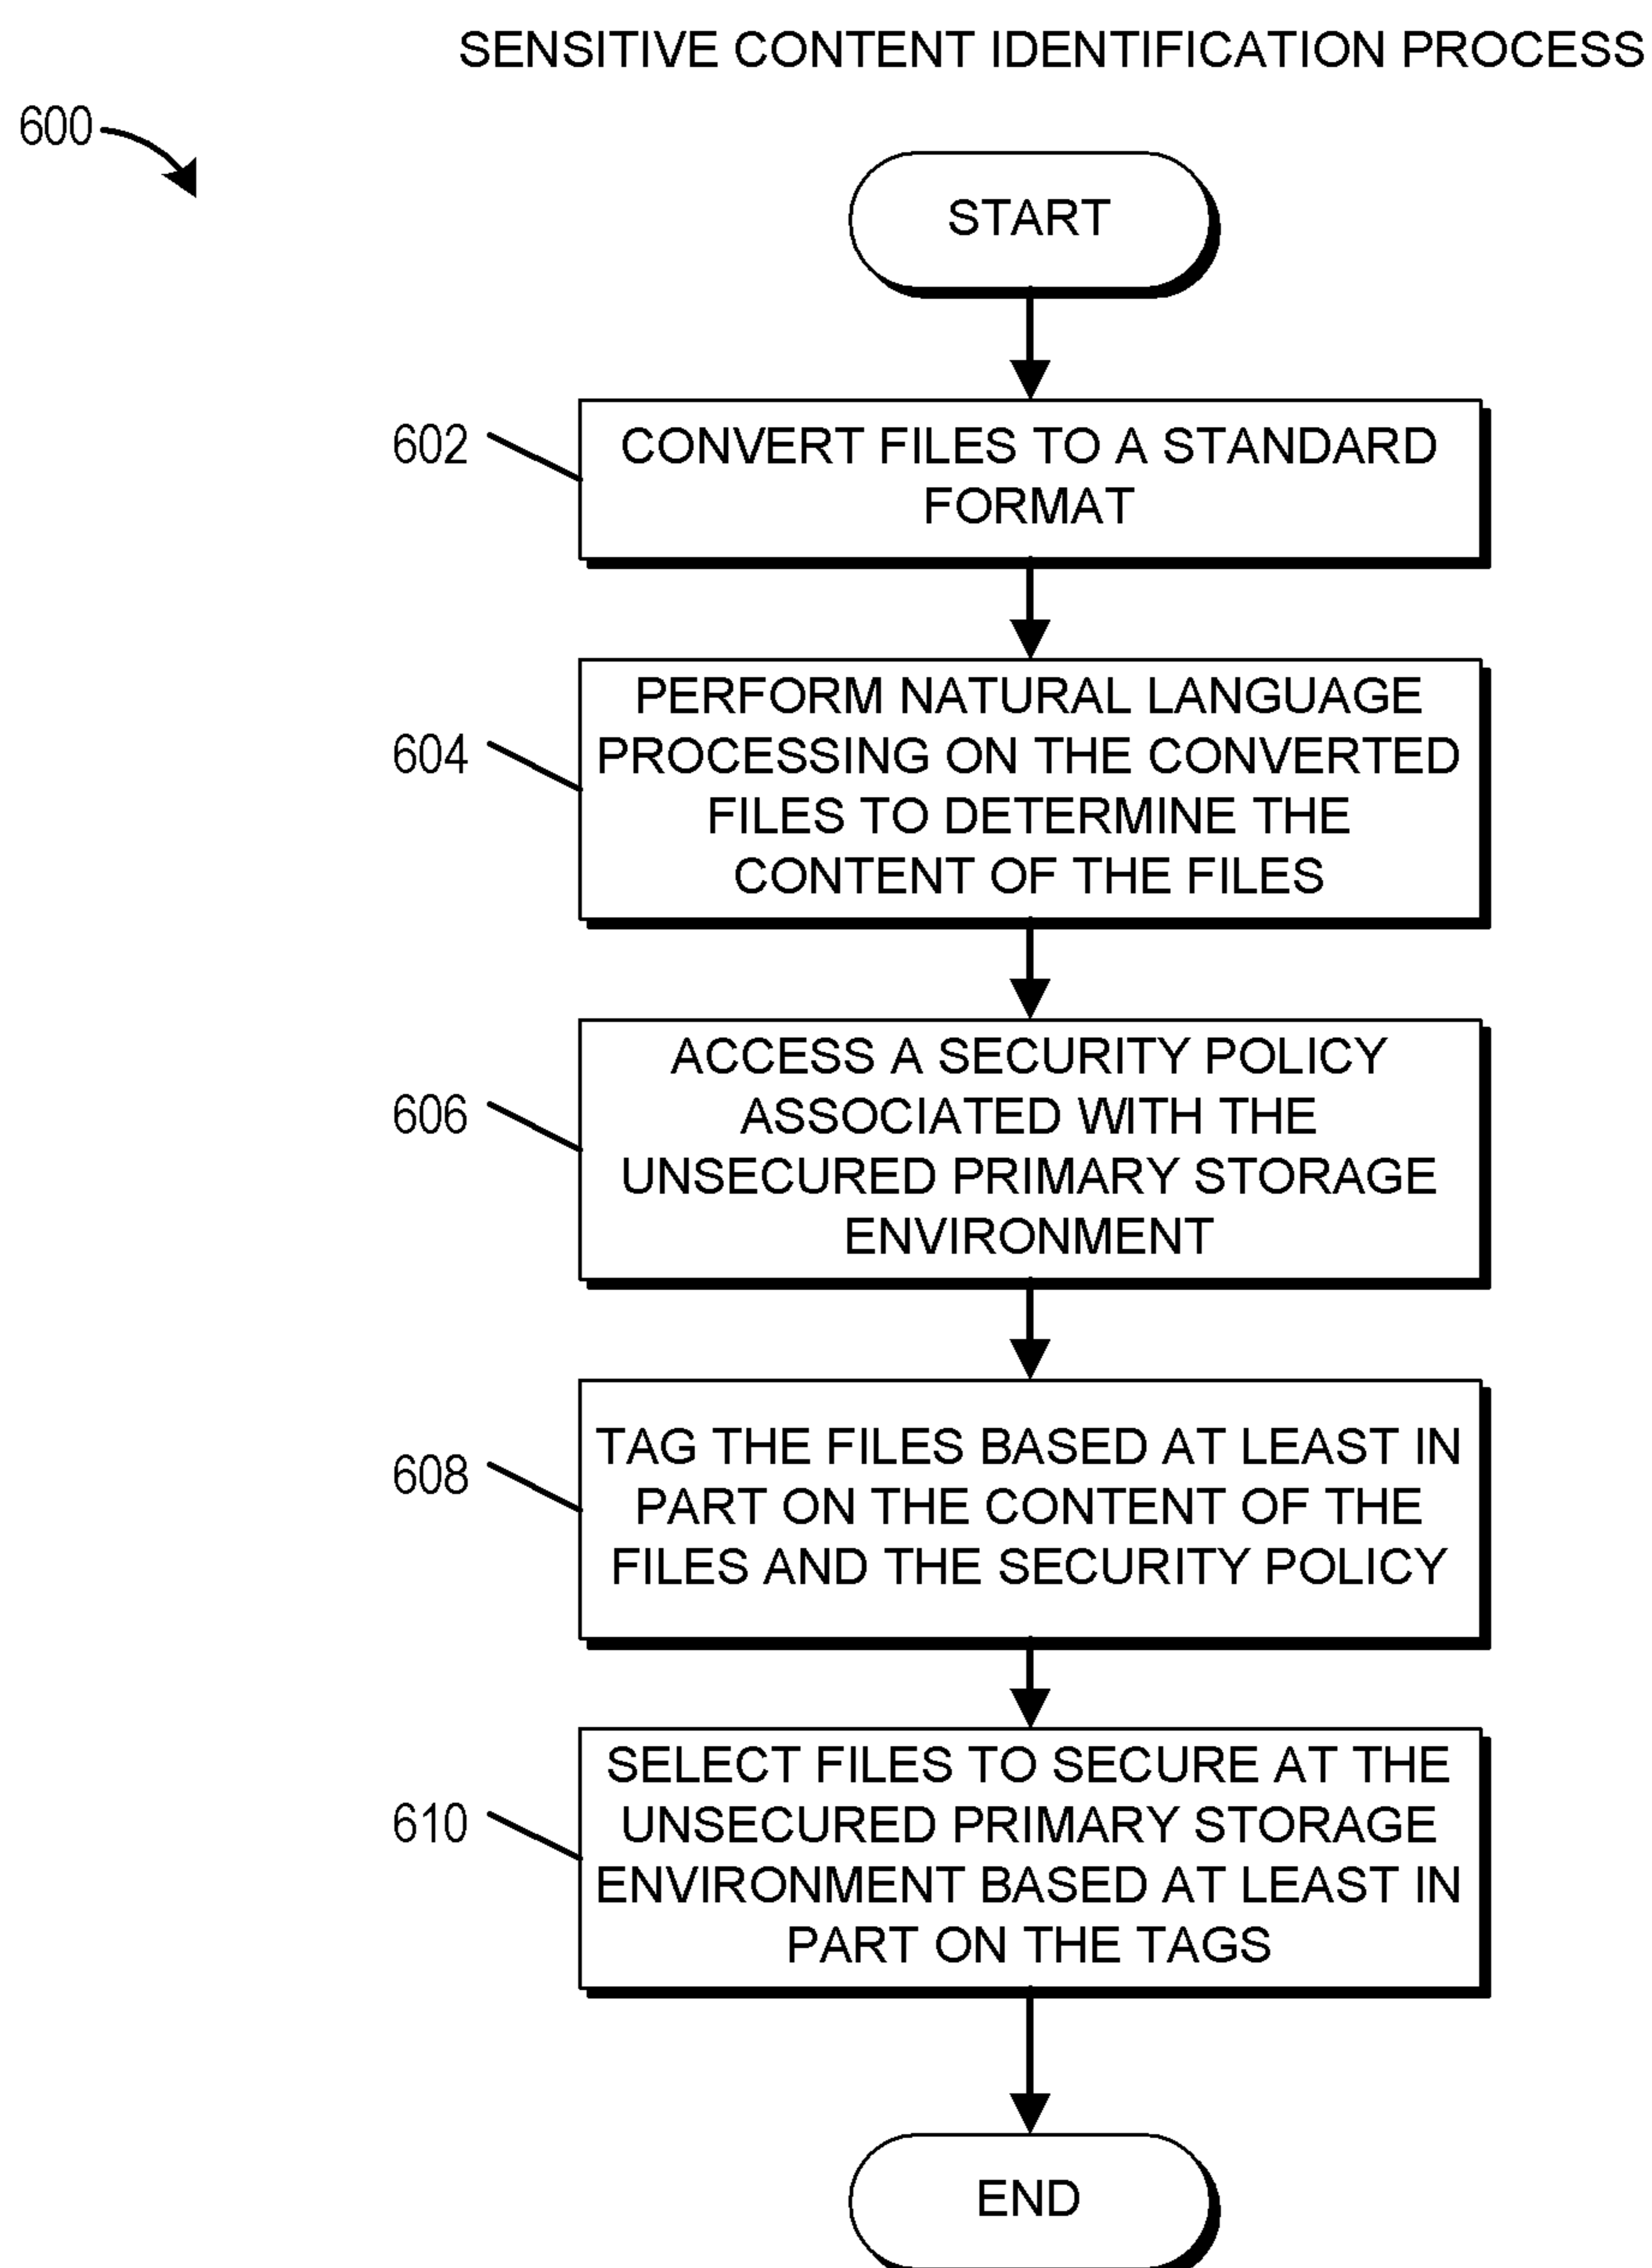 SENSITIVE CONTENT IDENTIFICATION PROCESS
600
START
602
CONVERT FILES TO A STANDARD
FORMAT
604
PERFORM NATURAL LANGUAGE
PROCESSING ON THE CONVERTED
FILES TO DETERMINE THE
CONTENT OF THE FILES
606
ACCESS A SECURITY POLICY
ASSOCIATED WITH THE
UNSECURED PRIMARY STORAGE
ENVIRONMENT
608
TAG THE FILES BASED AT LEAST IN
PART ON THE CONTENT OF THE
FILES AND THE SECURITY POLICY
610
SELECT FILES TO SECURE AT THE
UNSECURED PRIMARY STORAGE
ENVIRONMENT BASED AT LEAST IN
PART ON THE TAGS
END